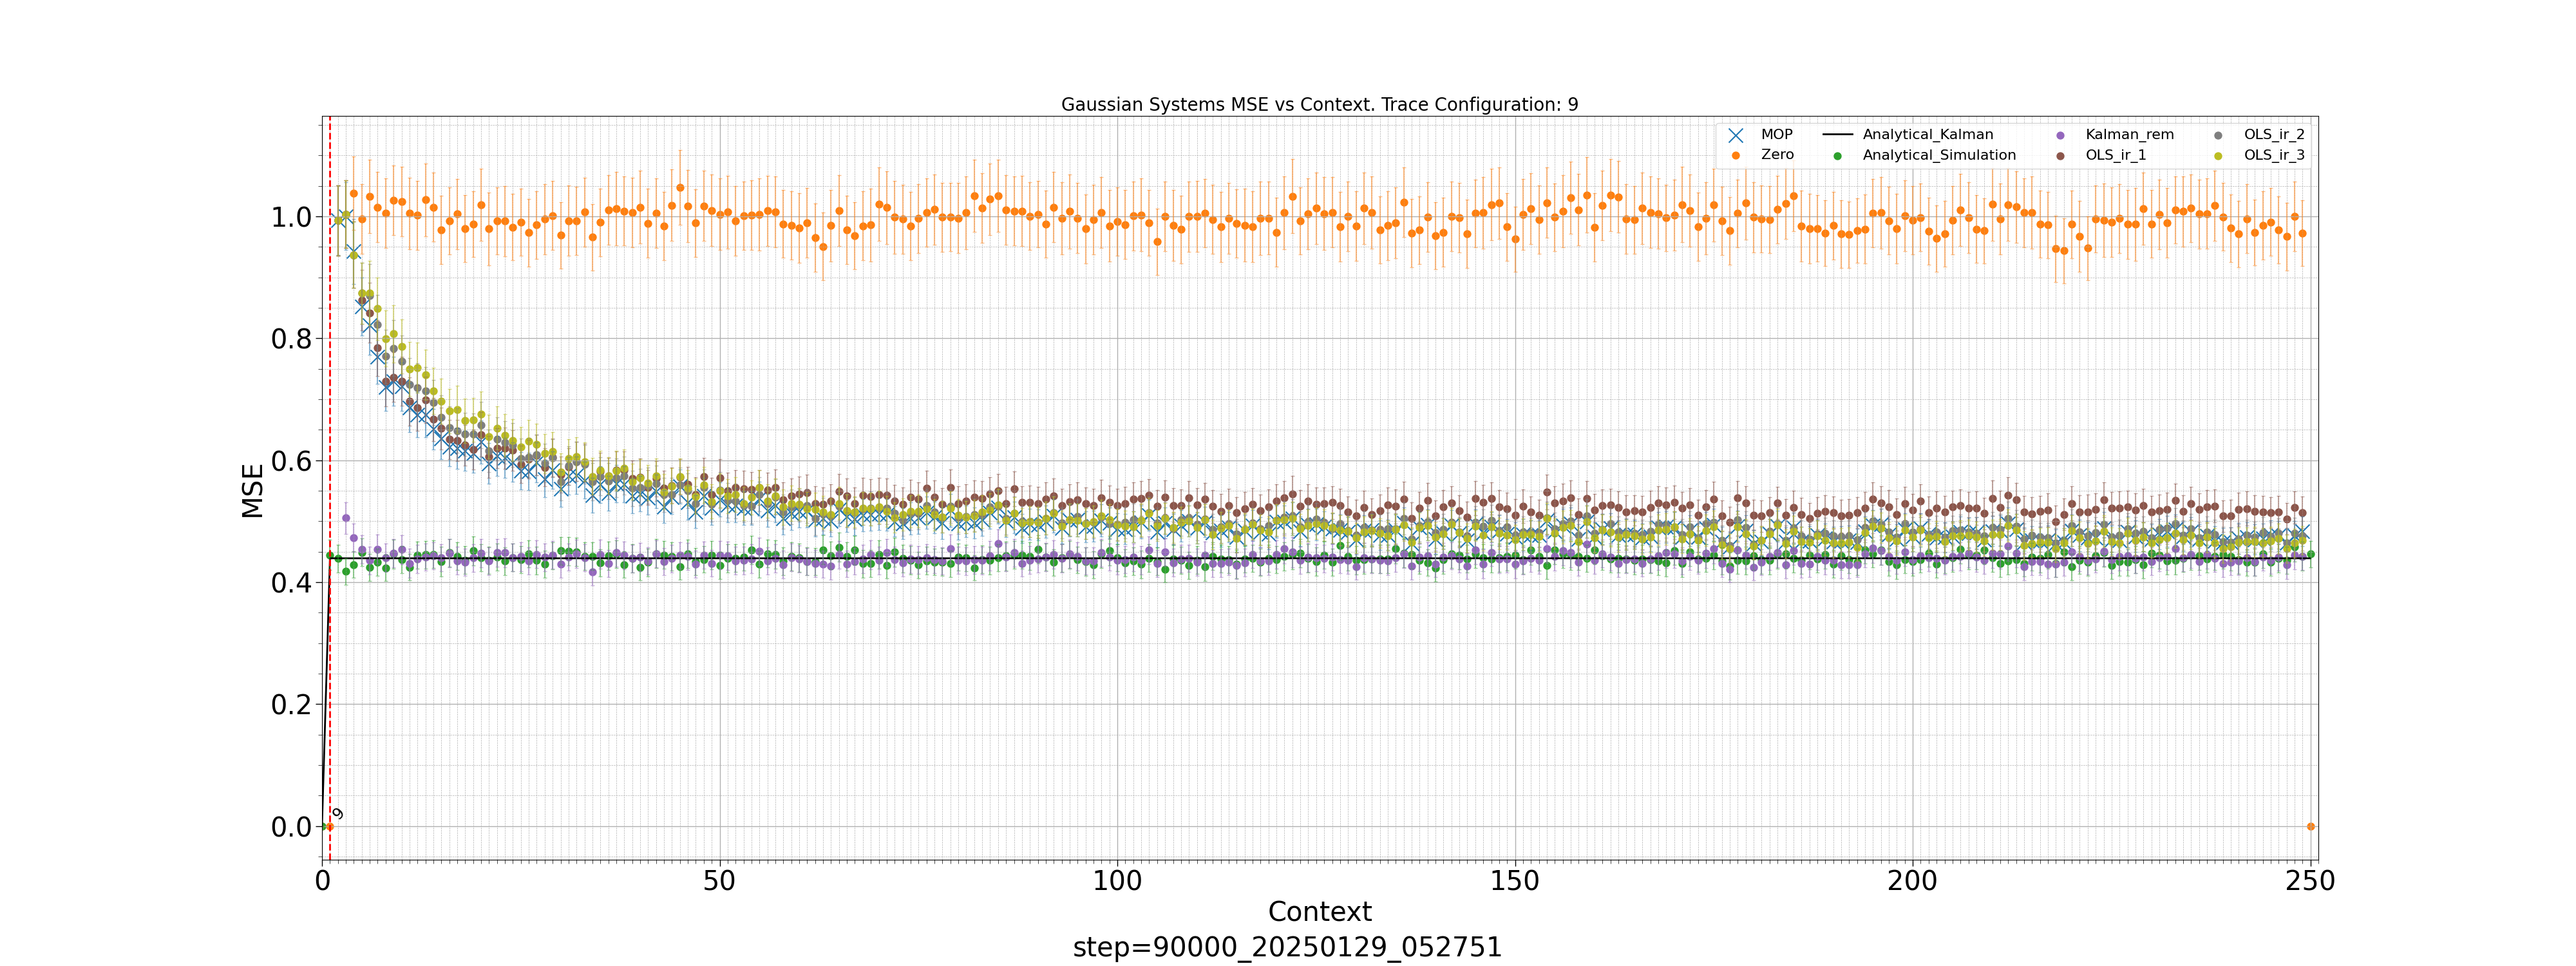 Gaussian Systems MSE vs Context. Trace Configuration: 9
MOP
Zero
Analytical_Kalman
Analytical_Simulation
Kalman_rem
OLS_ir_1
OLS_ir_2
OLS_ir_3
MSE
1.0
0.8
0.6
0.4
0.2
0.0
9
0 50 100 150 200 250
Context
step=90000_20250129_052751